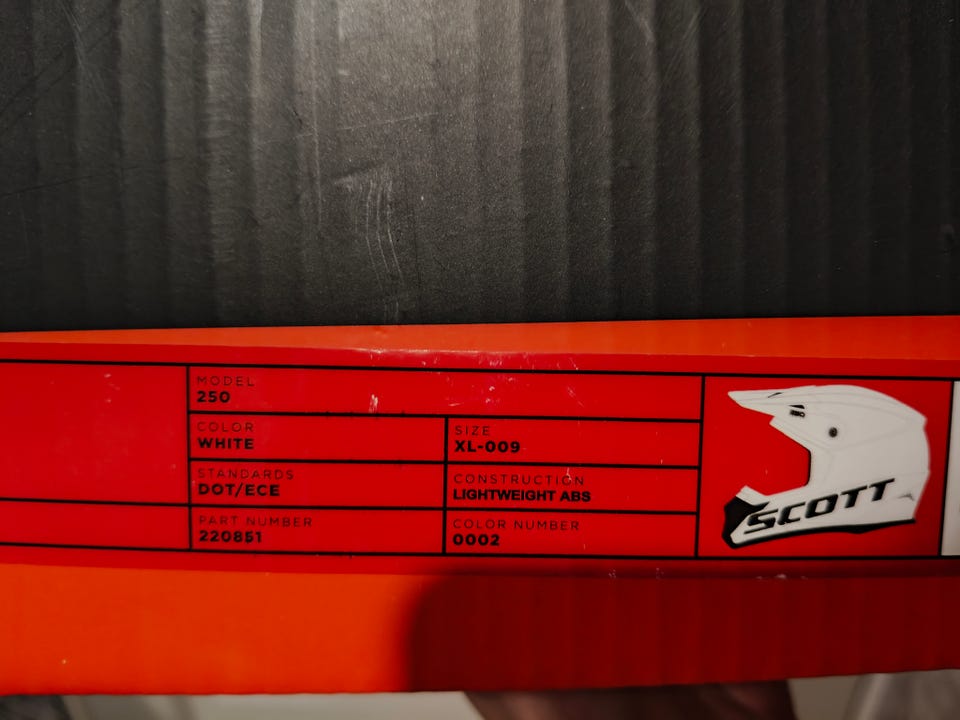 MODEL
250
COLOR
WHITE
SIZE
XL-009
STANDARDS
DOT/ECE
CONSTRUCTION
LIGHTWEIGHT ABS
PART NUMBER
220851
COLOR NUMBER
0002
SCOTT